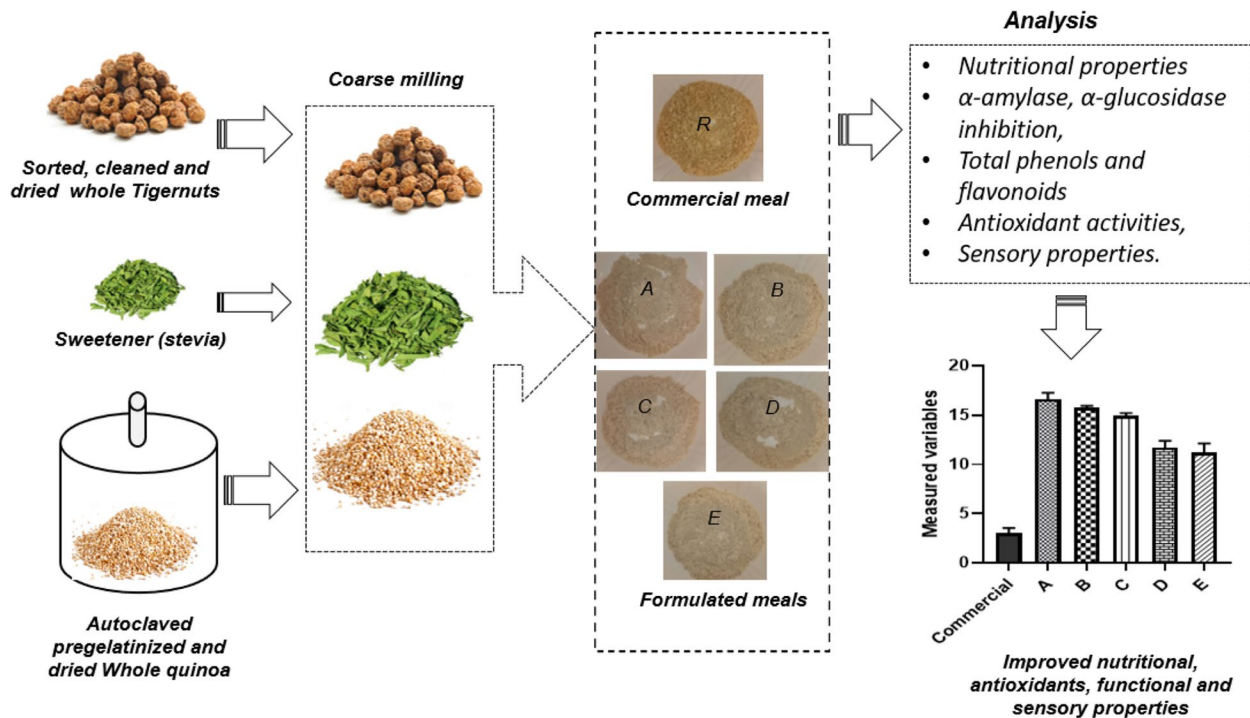 Sorted, cleaned and
dried whole Tigernuts
Sweetener (stevia)
Autoclaved
pregelatinized and
dried Whole quinoa
Coarse milling
R
Commercial meal
A
B
C
D
E
Formulated meals
Analysis
• Nutritional properties
• α-amylase, α-glucosidase
inhibition,
• Total phenols and
flavonoids
• Antioxidant activities,
• Sensory properties.
Measured variables
20
15
10
5
0
Commercial
A
B
C
D
E
Improved nutritional,
antioxidants, functional and
sensory properties